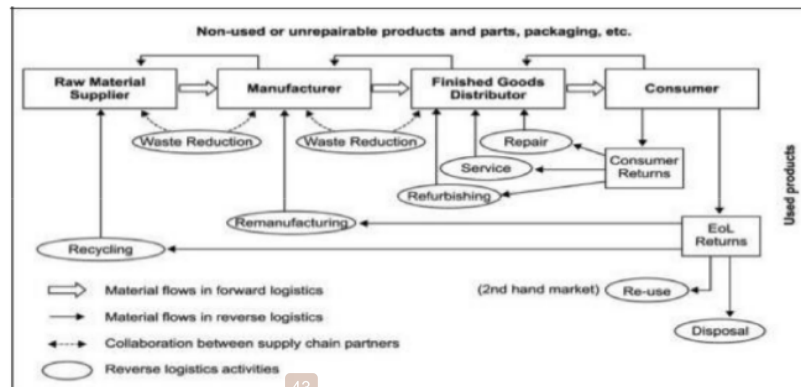 Non-used or unrepairable products and parts, packaging, etc.
Raw Material
Supplier
Manufacturer
Finished Goods
Distributor
Consumer
Waste Reduction
Waste Reduction
Repair
Service
Refurbishing
Consumer
Returns
Used products
Remanufacturing
Recycling
EoL
Returns
Material flows in forward logistics
(2nd hand market)
Re-use
Material flows in reverse logistics
Disposal
Collaboration between supply chain partners
Reverse logistics activities
43